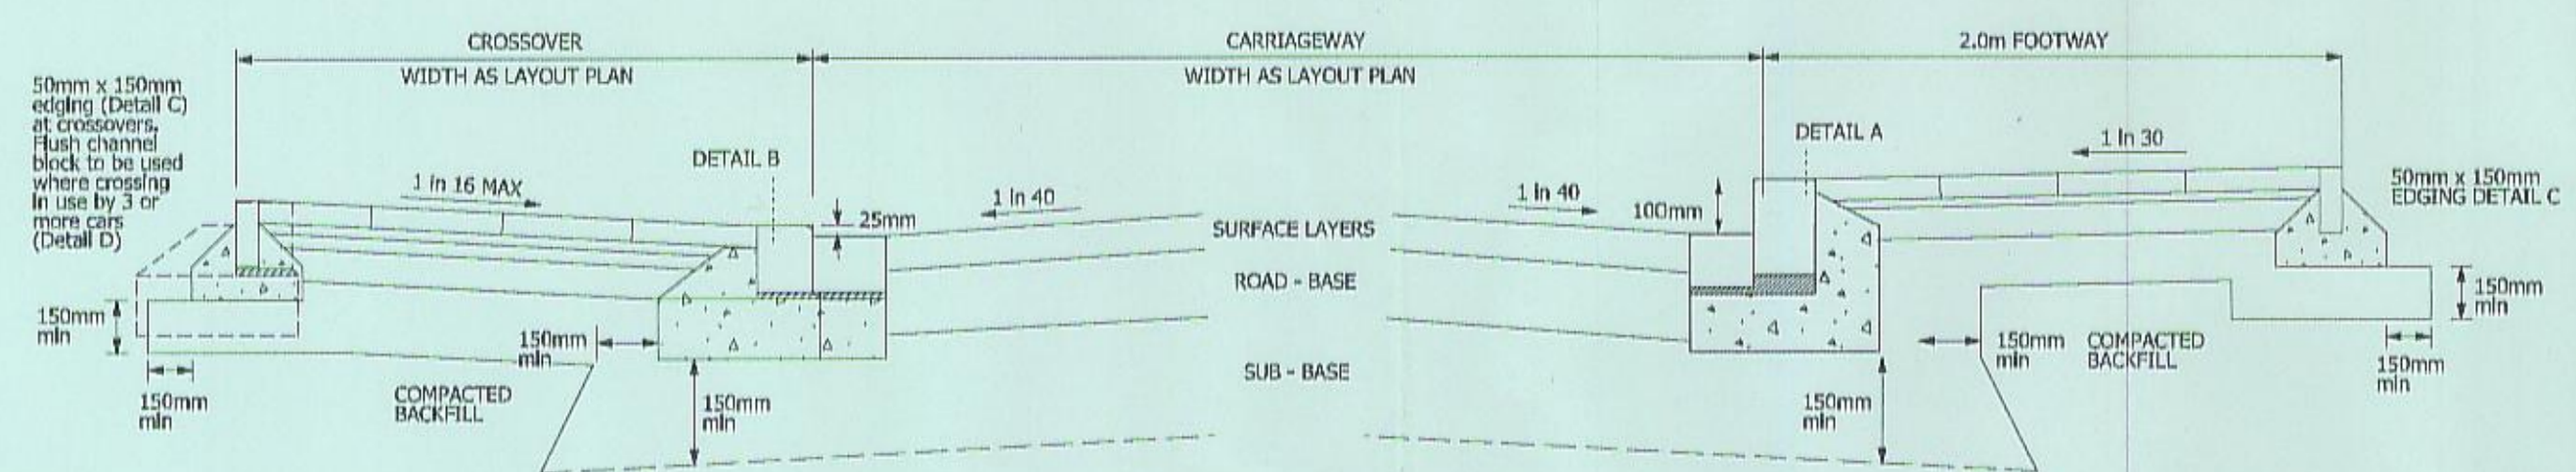 CROSSOVER
WIDTH AS LAYOUT PLAN
CARRIAGEWAY
WIDTH AS LAYOUT PLAN
2.0m FOOTWAY
50mm x 150mm
edging (Detail C)
at crossovers.
Flush channel
block to be used
where crossing
in use by 3 or
more cars
(Detail D)
DETAIL B
1 in 16 MAX
25mm
1 in 40
1 in 40
100mm
DETAIL A
1 in 30
50mm x 150mm
EDGING DETAIL C
SURFACE LAYERS
ROAD - BASE
SUB - BASE
150mm
min
150mm
min
COMPACTED
BACKFILL
150mm
min
150mm
min
150mm
min
150mm
min
COMPACTED
BACKFILL
150mm
min
150mm
min